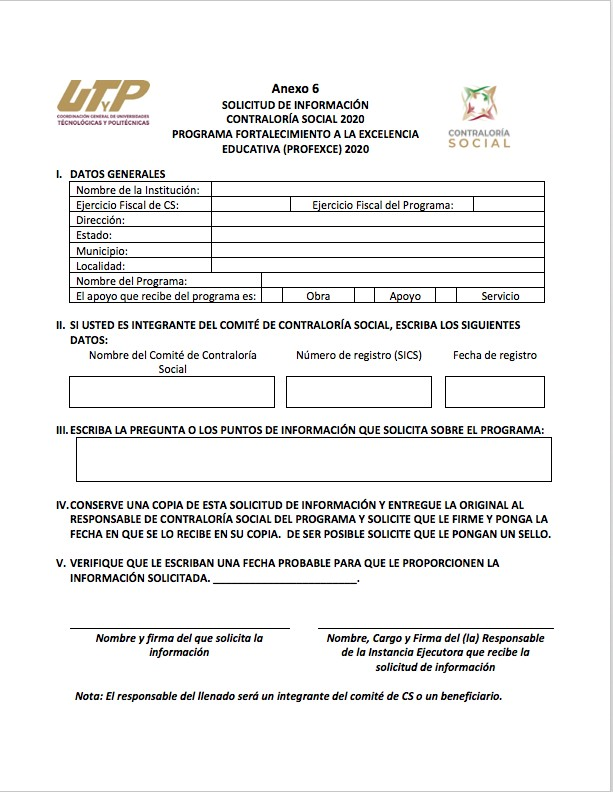 UTyP
COORDINACIÓN GENERAL DE UNIVERSIDADES
TECNOLÓGICAS Y POLITÉCNICAS
Anexo 6
SOLICITUD DE INFORMACIÓN
CONTRALORÍA SOCIAL 2020
PROGRAMA FORTALECIMIENTO A LA EXCELENCIA
EDUCATIVA (PROFEXCE) 2020
CONTRALORÍA
SOCIAL
I. DATOS GENERALES
Nombre de la Institución:
Ejercicio Fiscal de CS: Ejercicio Fiscal del Programa:
Dirección:
Estado:
Municipio:
Localidad:
Nombre del Programa:
El apoyo que recibe del programa es: Obra Apoyo Servicio
II. SI USTED ES INTEGRANTE DEL COMITÉ DE CONTRALORÍA SOCIAL, ESCRIBA LOS SIGUIENTES
DATOS:
Nombre del Comité de Contraloría Número de registro (SICS) Fecha de registro
Social
III. ESCRIBA LA PREGUNTA O LOS PUNTOS DE INFORMACIÓN QUE SOLICITA SOBRE EL PROGRAMA:
IV. CONSERVE UNA COPIA DE ESTA SOLICITUD DE INFORMACIÓN Y ENTREGUE LA ORIGINAL AL
RESPONSABLE DE CONTRALORÍA SOCIAL DEL PROGRAMA Y SOLICITE QUE LE FIRME Y PONGA LA
FECHA EN QUE SE LO RECIBE EN SU COPIA. DE SER POSIBLE SOLICITE QUE LE PONGAN UN SELLO.
V. VERIFIQUE QUE LE ESCRIBAN UNA FECHA PROBABLE PARA QUE LE PROPORCIONEN LA
INFORMACIÓN SOLICITADA. ________________________.
Nombre y firma del que solicita la
información
Nombre, Cargo y Firma del (la) Responsable
de la Instancia Ejecutora que recibe la
solicitud de información
Nota: El responsable del llenado será un integrante del comité de CS o un beneficiario.